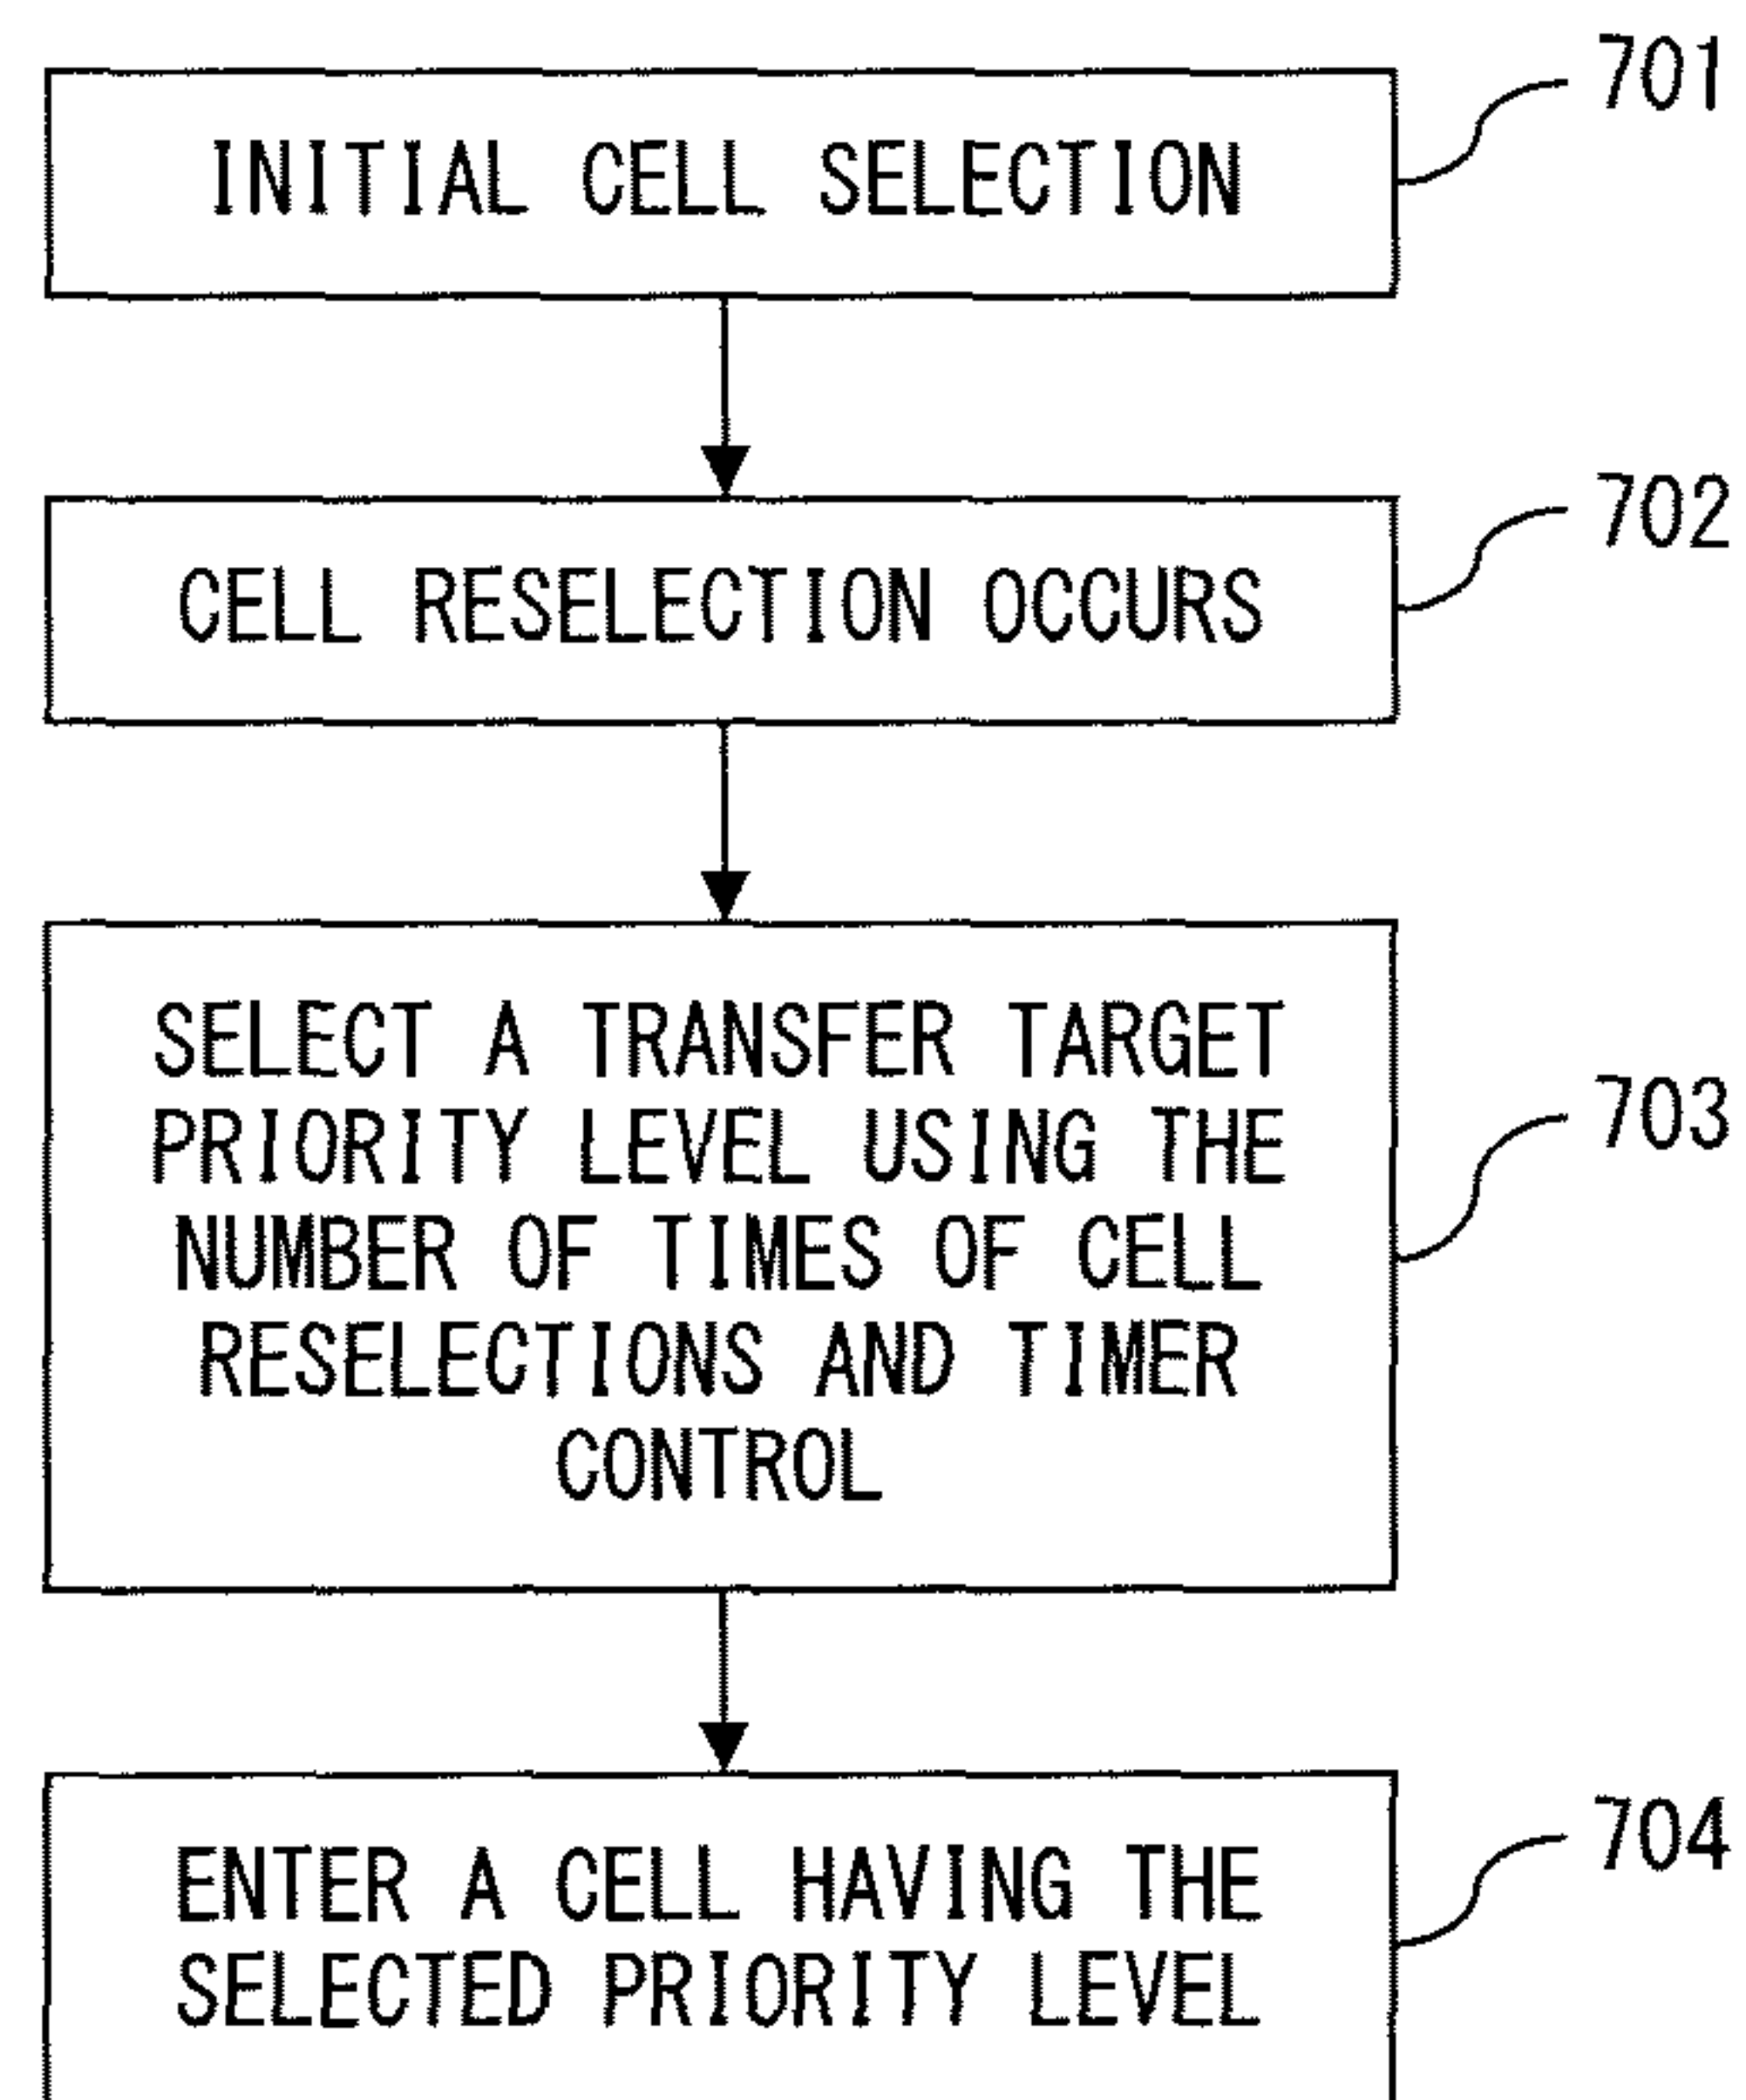 701
INITIAL CELL SELECTION
702
CELL RESELECTION OCCURS
SELECT A TRANSFER TARGET
PRIORITY LEVEL USING THE
703
NUMBER OF TIMES OF CELL
RESELECTIONS AND TIMER
CONTROL
704
ENTER A CELL HAVING THE
SELECTED PRIORITY LEVEL